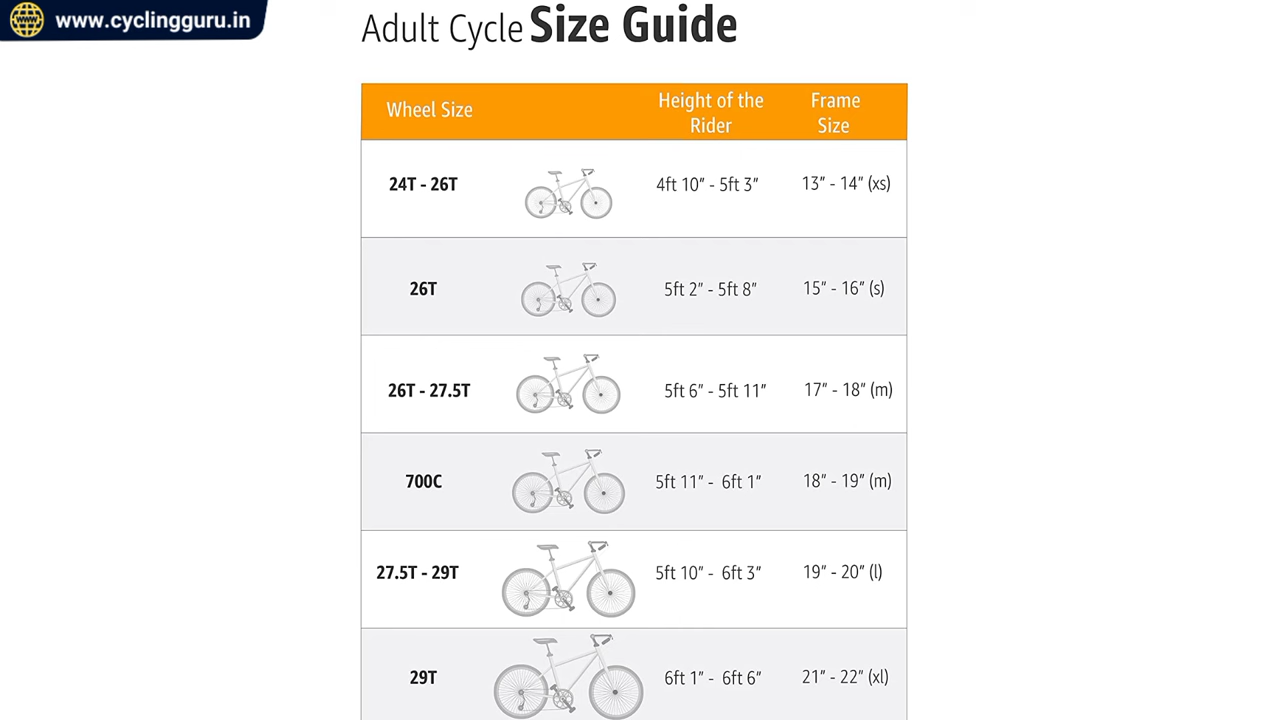 www.cyclingguru.in
Adult Cycle Size Guide
Wheel Size Height of the Rider Frame Size
24T - 26T 4ft 10” - 5ft 3” 13” - 14” (xs)
26T 5ft 2” - 5ft 8” 15” - 16” (s)
26T - 27.5T 5ft 6” - 5ft 11” 17” - 18” (m)
700C 5ft 11” - 6ft 1” 18” - 19” (m)
27.5T - 29T 5ft 10” - 6ft 3” 19” - 20” (l)
29T 6ft 1” - 6ft 6” 21” - 22” (xl)